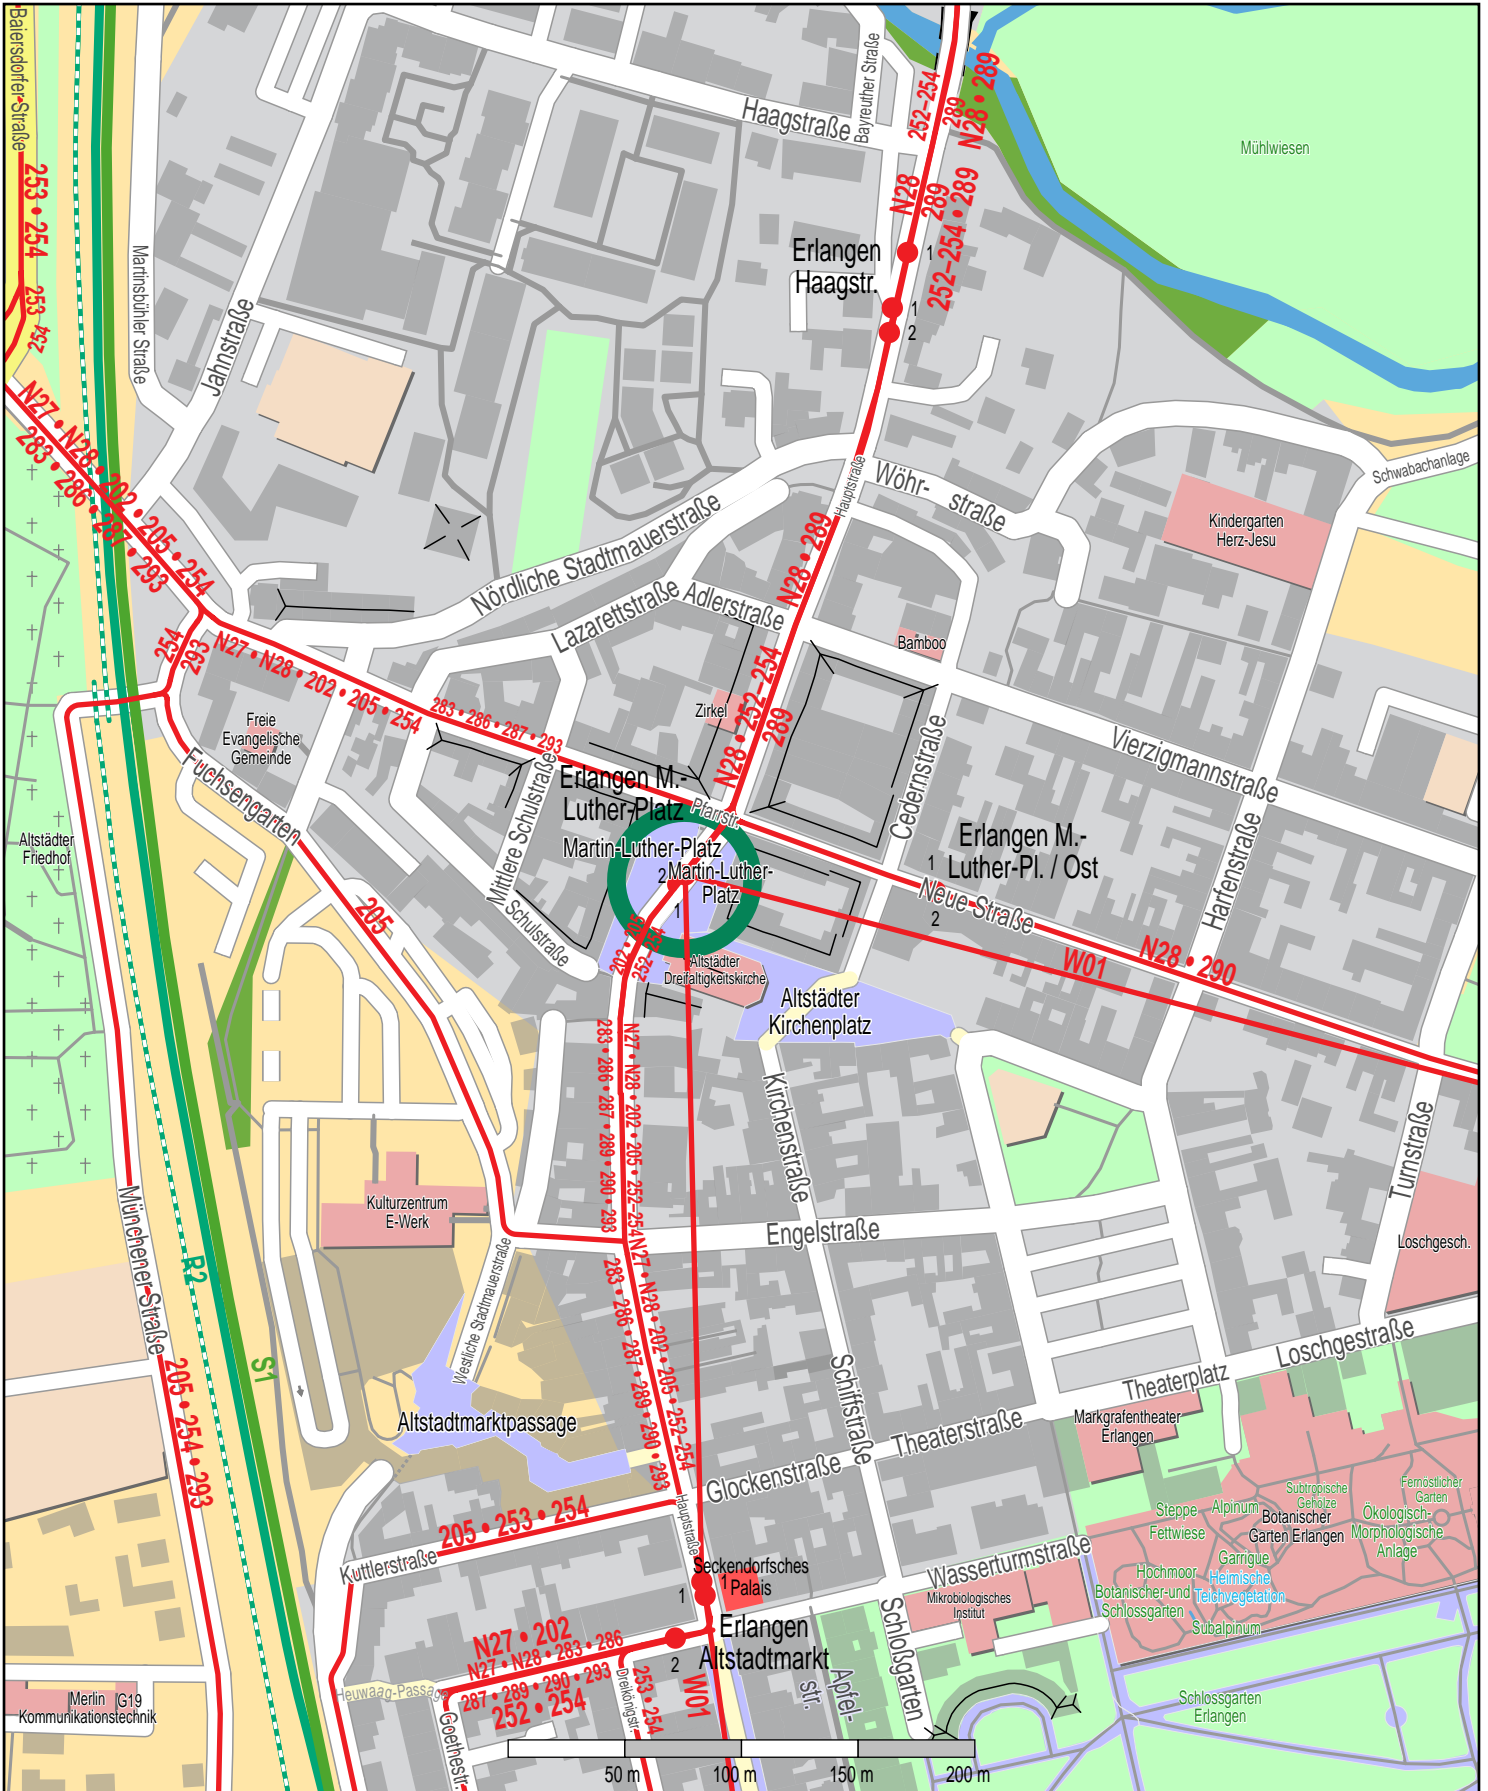 Baiersdorfer Straße
253 • 254
253
254
Martinsbühler Straße
Jahnstraße
Haagstraße
Bayreuther Straße
252-254
289
N28 • 289
N28
289
252-254 • 289
Mühlwiesen
Erlangen
Haagstr.
1
1
2
N27 • N28 • 202 • 205 • 254
283 • 286 • 287 • 293
Nördliche Stadtmauerstraße
Lazarettstraße
Adlerstraße
Hauptstraße
Wöhr-
straße
Schwabachanlage
Kindergarten
Herz-Jesu
N28 • 289
Bamboo
254
293
N27 • N28 • 202 • 205 • 254
283 • 286 • 287 • 293
Zirkel
N28 • 252-254
289
Freie
Evangelische
Gemeinde
Fuchsengarten
Vierzigmannstraße
Cedernstraße
Erlangen M.-
Luther-Platz
Pfarrstr.
Mittlere Schulstraße
Martin-Luther-Platz
Martin-Luther-
Platz
2
1
Erlangen M.-
Luther-Pl. / Ost
1
2
Neue Straße
Harfenstraße
Altstädter
Friedhof
205
Schulstraße
202 • 205
252-254
Altstädter
Dreifaltigkeitskirche
W01
N28 • 290
Altstädter
Kirchenplatz
283 • 286 • 287 • 289 • 290 • 293
N27 • N28 • 202 • 205 • 252-254
Kirchenstraße
Turnstraße
Kulturzentrum
E-Werk
Engelstraße
Loschgesch.
Münchener Straße
R2
S1
Westliche Stadtmauerstraße
N27 • N28 • 202 • 205 • 252-254
283 • 286 • 287 • 289 • 290 • 293
Schiffstraße
Loschgestraße
Theaterplatz
205 • 254 • 293
Altstadtmarktpassage
Theaterstraße
Markgrafentheater
Erlangen
Glockenstraße
Hauptstraße
205 • 253 • 254
Kuttlerstraße
Steppe
Alpinum
Subtropische
Gehölze
Fernöstlicher
Garten
Fettwiese
Botanischer
Garten Erlangen
Ökologisch-
Morphologische
Anlage
Garrigue
Hochmoor
Heimische
Teichvegetation
Botanischer-und
Schlossgarten
Subalpinum
Wasserturmstraße
Seckendorfsches
Palais
1
1
Mikrobiologisches
Institut
Schloßgarten
Erlangen
Altstadtmarkt
2
N27 • 202
N27 • N28 • 283 • 286
287 • 289 • 290 • 293
252 • 254
Heuwaag-Passage
Goethestr.
Dreikönigstr.
253 • 254
W01
Apfel-
str.
Merlin
G19
Kommunikationstechnik
Schlossgarten
Erlangen
50 m
100 m
150 m
200 m